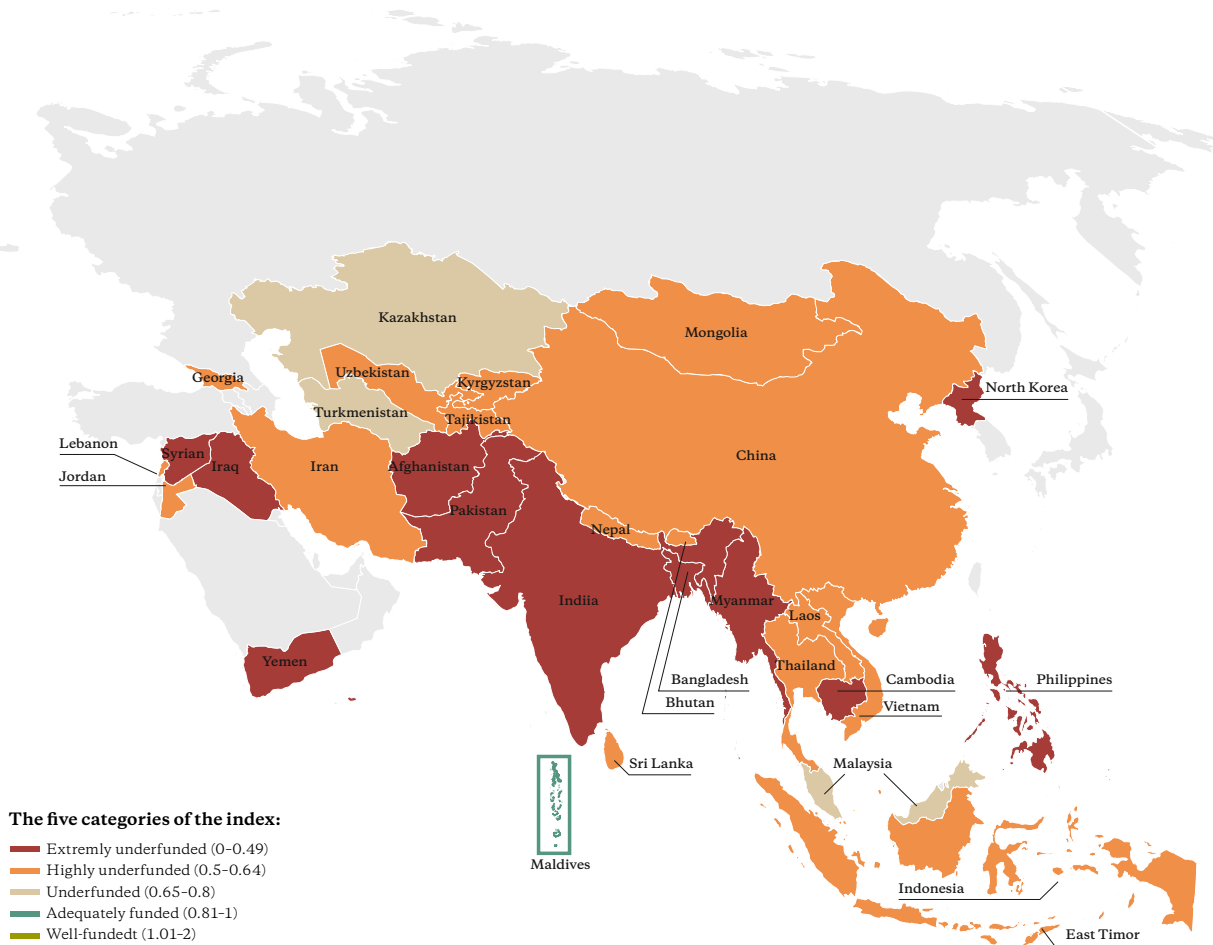 Kazakhstan
Mongolia
Georgia
Uzbekistan
Kyrgyzstan
North Korea
Turkmenistan
Tajikistan
Lebanon
Syrian
Iraq
Iran
Afghanistan
China
Jordan
Pakistan
Nepal
Indiia
Myanmar
Laos
Yemen
Thailand
Bangladesh
Cambodia
Philippines
Bhutan
Vietnam
Sri Lanka
Malaysia
Maldives
Indonesia
East Timor
The five categories of the index:
Extremly underfunded (0–0.49)
Highly underfunded (0.5–0.64)
Underfunded (0.65–0.8)
Adequately funded (0.81–1)
Well-fundedt (1.01–2)